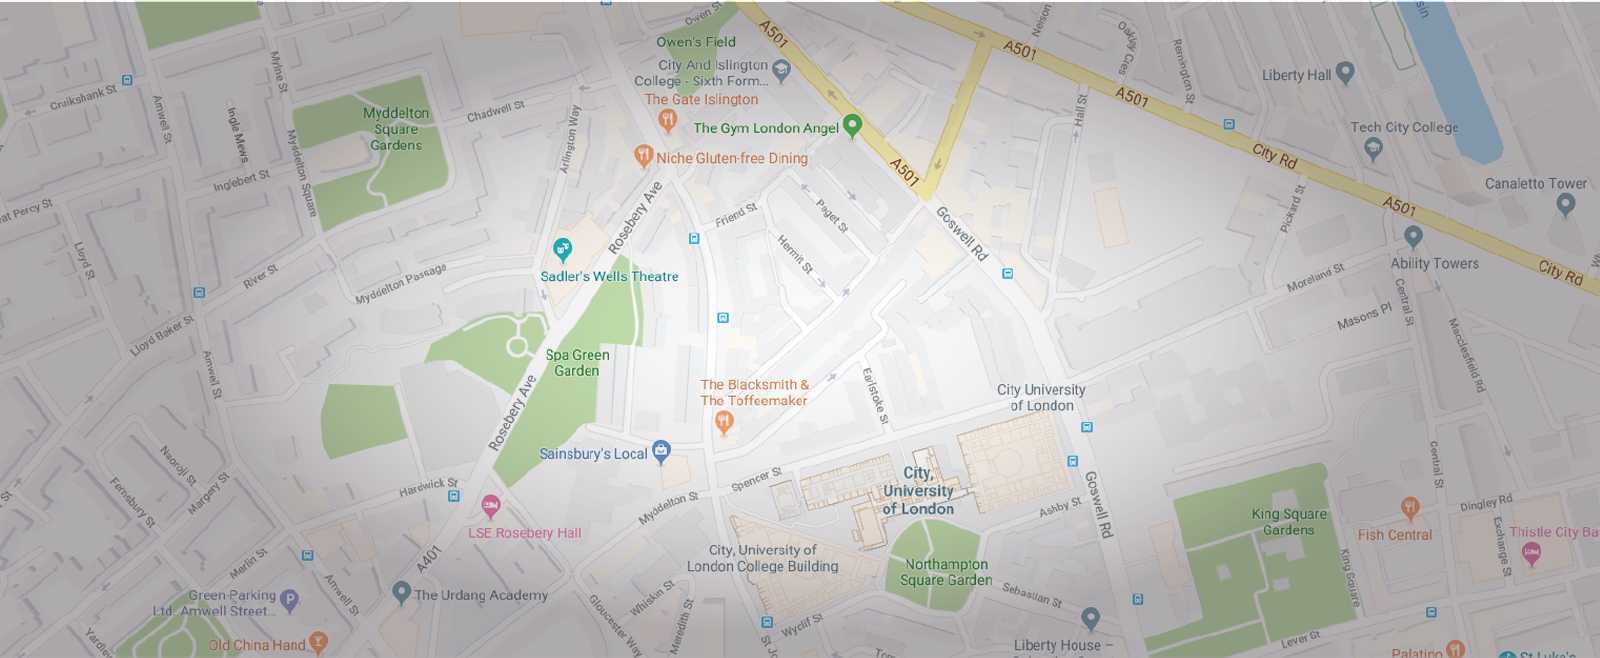 Owen St
A501
A501
Nelson
Oakley Cres
Remington St
sin
Owen's Field
City And Islington
College - Sixth Form...
Liberty Hall
Mylne St
Cruikshank St
Amwell St
Ingle Mews
Myddelton
Square
Gardens
Chadwell St
The Gate Islington
A501
Hall St
Arlington Way
The Gym London Angel
Tech City College
City Rd
Niche Gluten-free Dining
A501
Inglebert St
Myddelton Square
Canaletto Tower
eat Percy St
Rosebery Ave
Friend St
Paget St
Goswell Rd
Pickard St
A501
Lloyd St
Hermit St
River St
Myddelton Passage
Sadler's Wells Theatre
Moreland St
Ability Towers
City Rd
Central St
Masons Pl
Lloyd Baker St
Amwell St
Spa Green
Garden
Macclesfield Rd
Rosebery Ave
The Blacksmith &
The Toffeemaker
Earlstoke St
City University
of London
Sainsbury's Local
Naoroji St
Margery St
Fernsbury St
Hardwick St
Myddelton St
Spencer St
City,
University
of London
Ashby St
Goswell Rd
Central St
Dingley Rd
King Square
Gardens
Fish Central
Exchange St
Thistle City Ba
LSE Rosebery Hall
Merlin St
A401
City, University of
London College Building
Northampton
Square Garden
King Square
Amwell St
Green Parking
Ltd. Amwell Street...
The Urdang Academy
Gloucester Way
Whiskin St
Meredith St
Sebastian St
Wyclif St
Yardley
Old China Hand
St Jo
Liberty House –
Lever St
Palatino
St Luke's